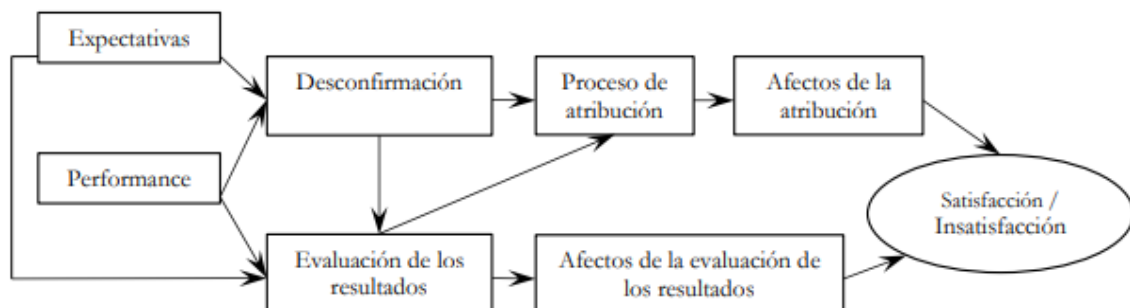 Expectativas
Desconfirmación
Proceso de
atribución
Afectos de la
atribución
Performance
Satisfacción /
Insatisfacción
Evaluación de los
resultados
Afectos de la evaluación de
los resultados